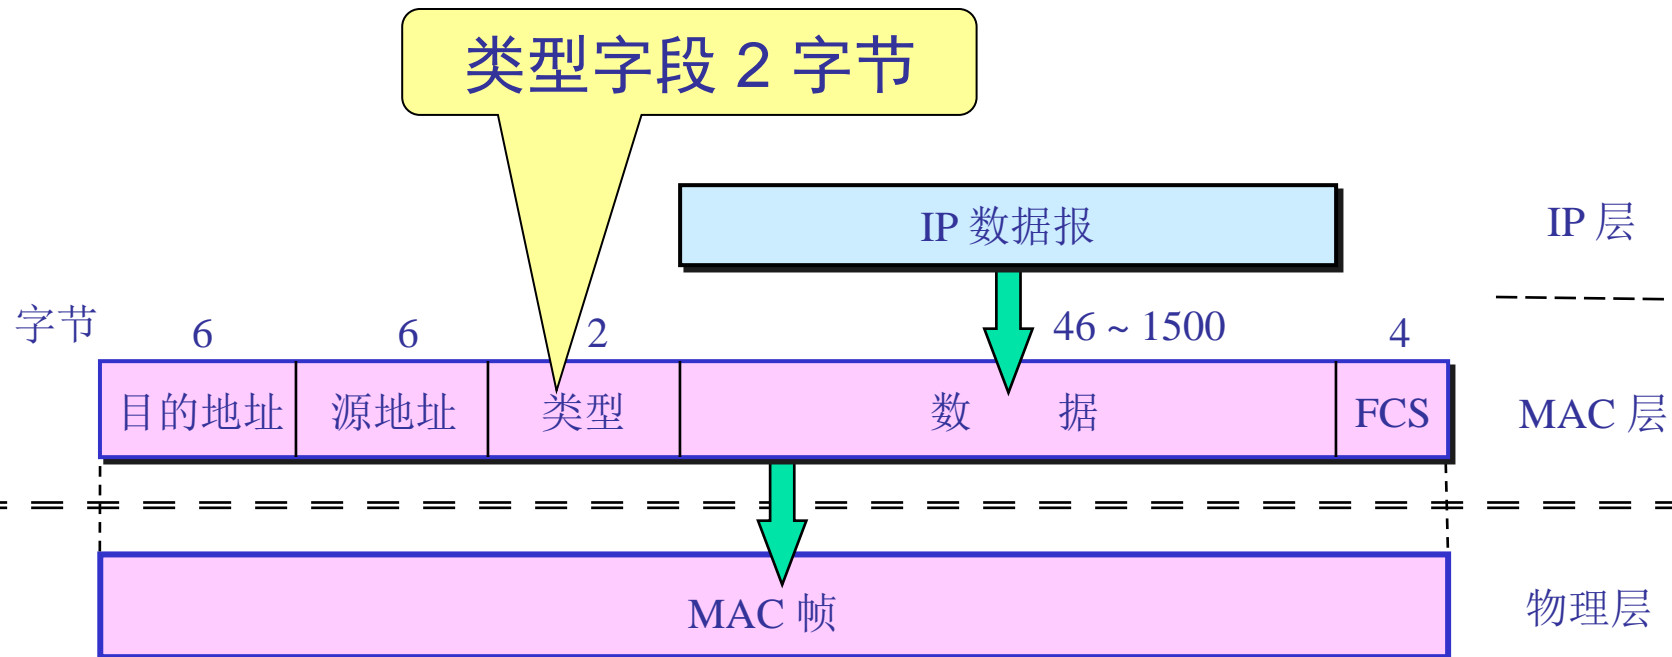 类型字段 2 字节
IP 数据报
IP 层
字节
6
6
2
46 ~ 1500
4
目的地址
源地址
类型
数 据
FCS
MAC 层
MAC 帧
物理层